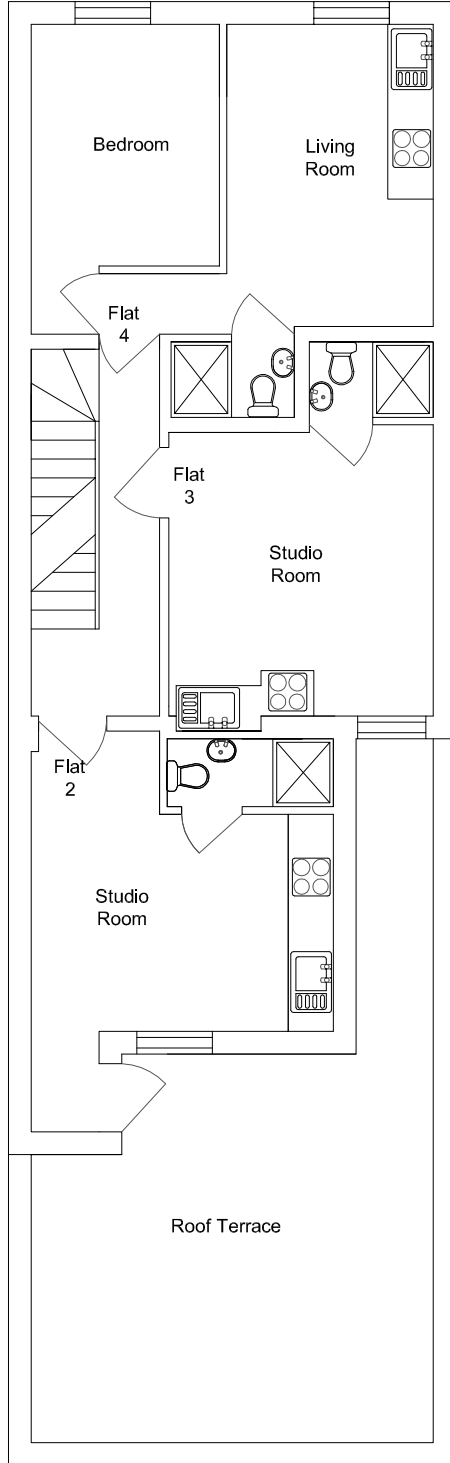 Bedroom
Living
Room
Flat
4
Flat
3
Studio
Room
Flat
2
Studio
Room
Roof Terrace